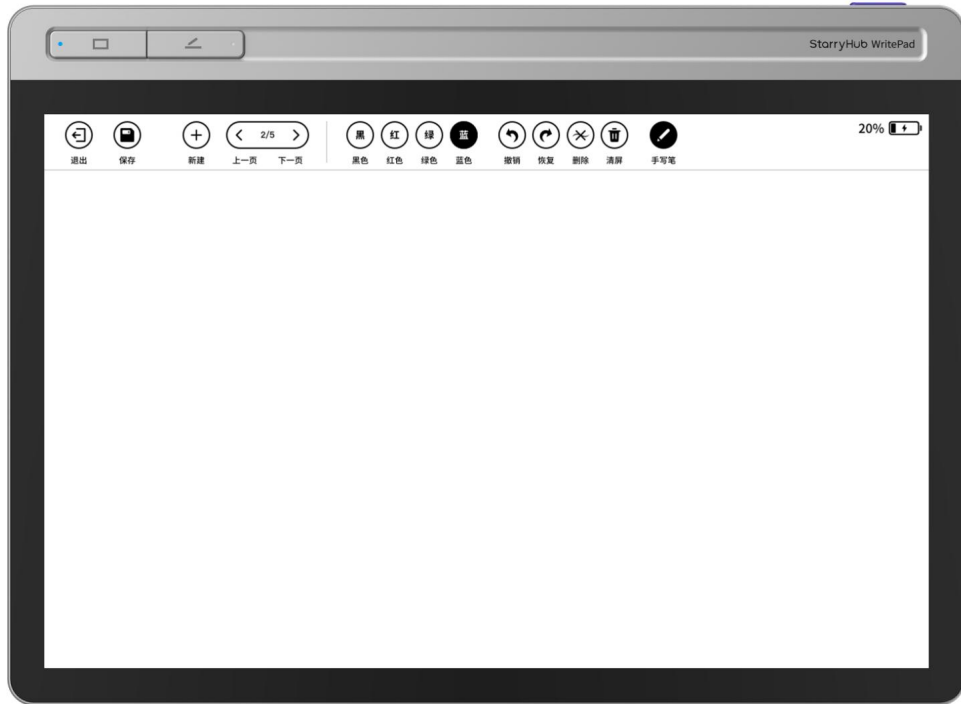 StarryHub WritePad
2/5
黑 红 绿 蓝
20%
退出 保存 新建 上一页 下一页 黑色 红色 绿色 蓝色 撤销 恢复 删除 清屏 手写笔